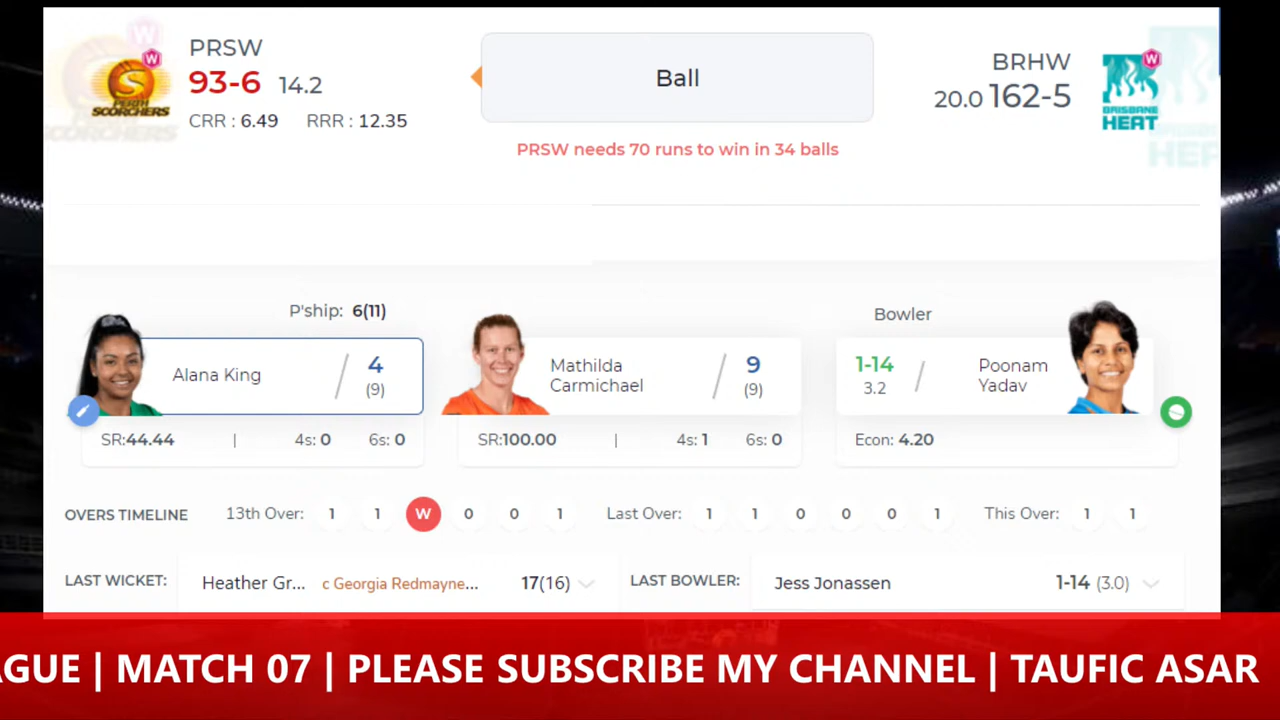 PRSW
93-6 14.2
CRR : 6.49 RRR : 12.35
W
PERTH
SCORCHERS
Ball
PRSW needs 70 runs to win in 34 balls
BRHW
20.0 162-5
W
BRISBANE
HEAT
P'ship: 6(11)
Alana King / 4
(9)
SR:44.44 | 4s: 0 6s: 0
Mathilda
Carmichael / 9
(9)
SR:100.00 | 4s: 1 6s: 0
Bowler
1-14
3.2 / Poonam
Yadav
Econ: 4.20
OVERS TIMELINE 13th Over: 1 1 W 0 0 1 Last Over: 1 1 0 0 0 1 This Over: 1 1
LAST WICKET: Heather Gr... c Georgia Redmayne... 17(16) LAST BOWLER: Jess Jonassen 1-14 (3.0)
AGUE | MATCH 07 | PLEASE SUBSCRIBE MY CHANNEL | TAUFIC ASAR